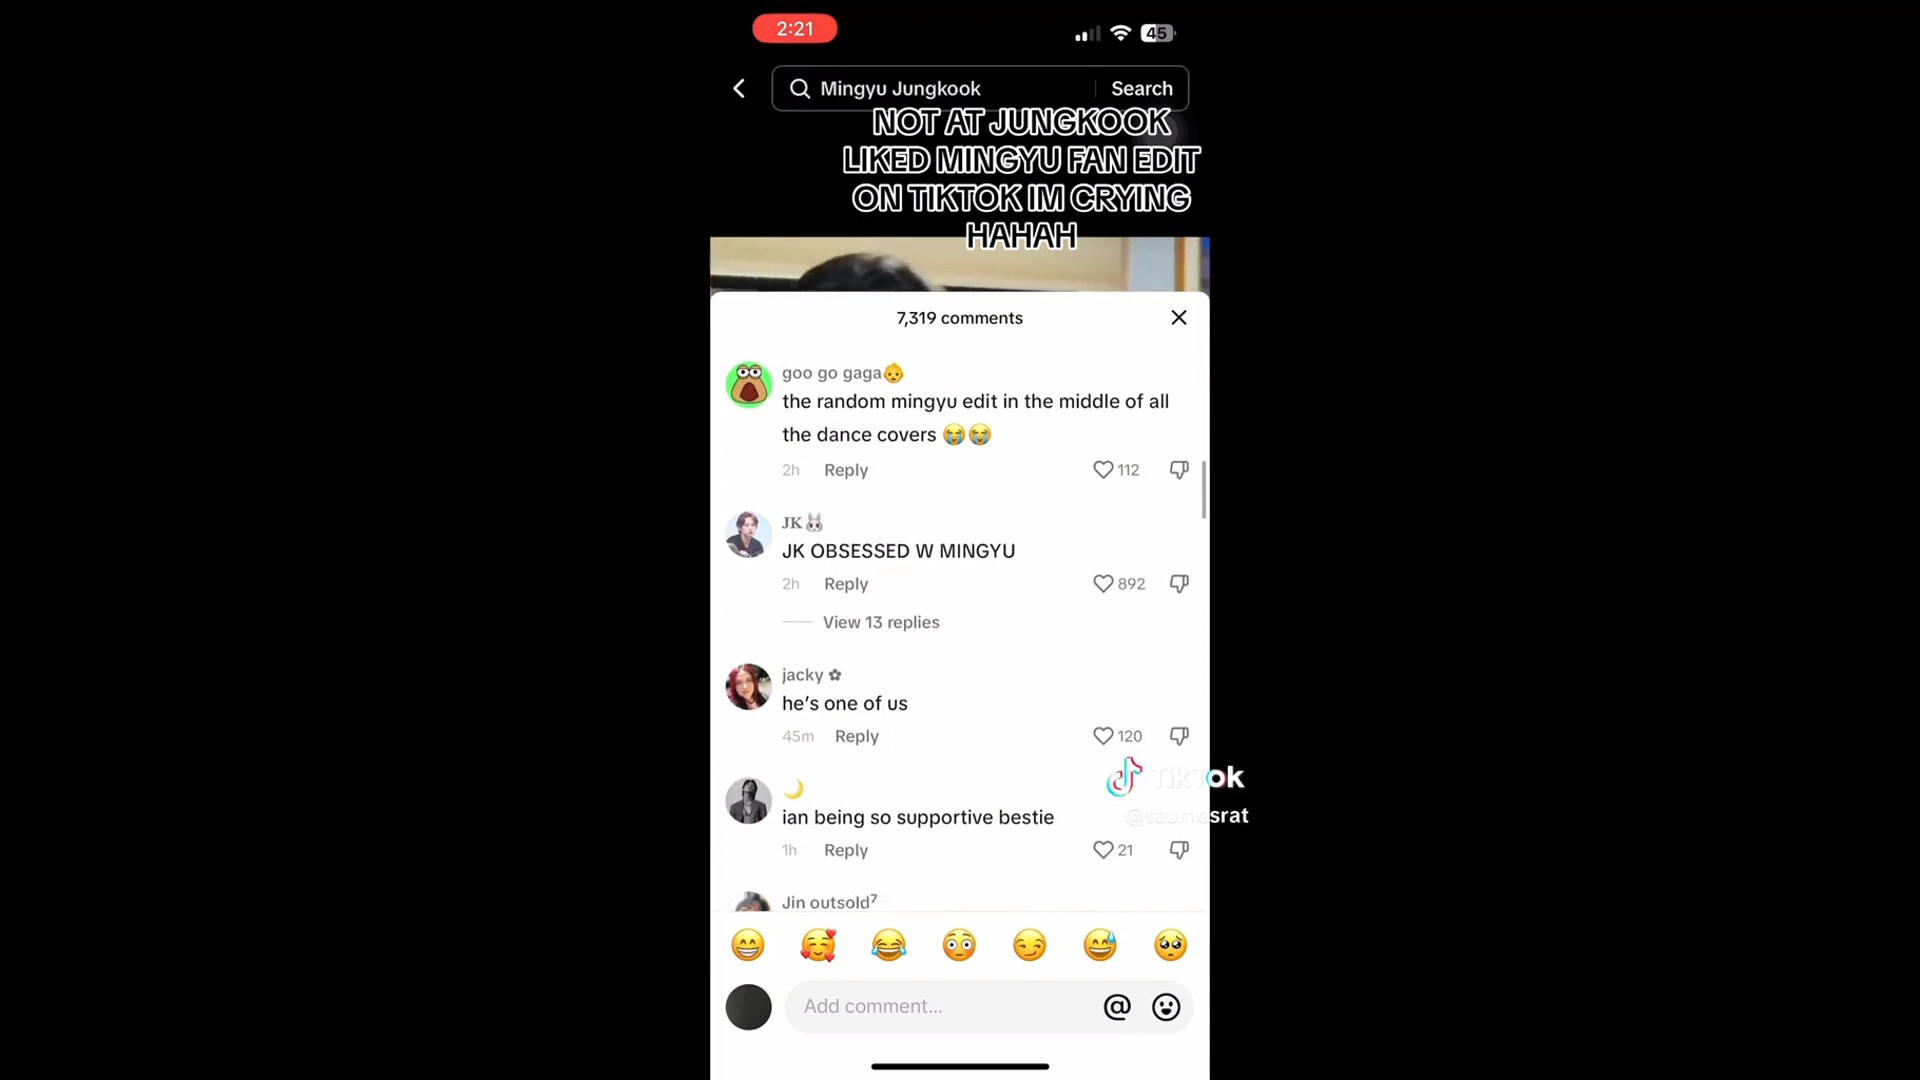 2:21
45
Mingyu Jungkook
Search
NOT AT JUNGKOOK
LIKED MINGYU FAN EDIT
ON TIKTOK IM CRYING
HAHAH
7,319 comments
goo go gaga👶
the random mingyu edit in the middle of all
the dance covers 😭😭
2h Reply 112
JK🐰
JK OBSESSED W MINGYU
2h Reply 892
View 13 replies
jacky ✿
he’s one of us
45m Reply 120
TikTok
🌙
ian being so supportive bestie
@teumesrat
1h Reply 21
Jin outsold⁷
Add comment...